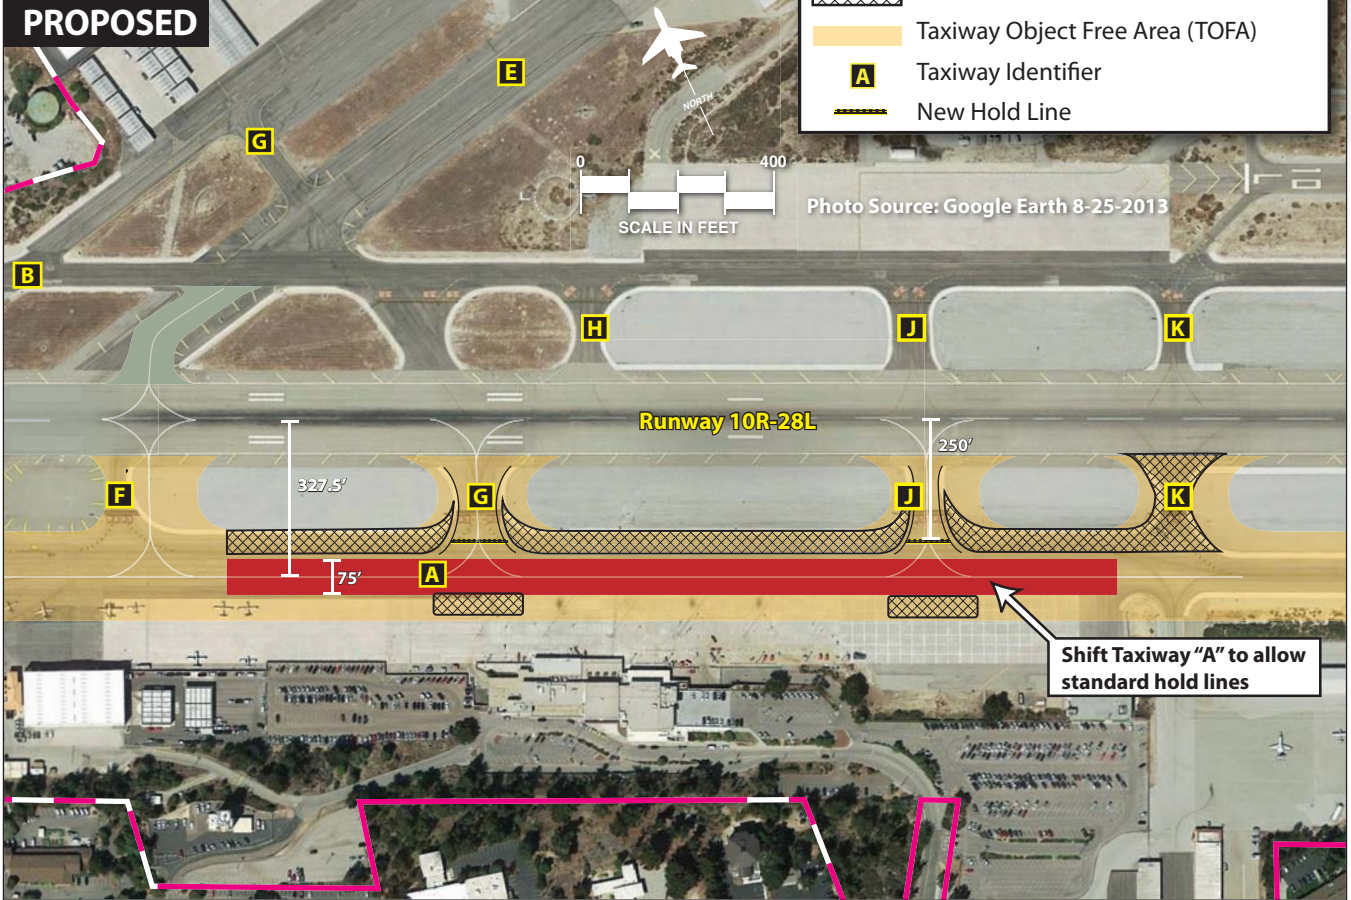 PROPOSED
Taxiway Object Free Area (TOFA)
A
Taxiway Identifier
New Hold Line
E
G
NORTH
0
400
SCALE IN FEET
Photo Source: Google Earth 8-25-2013
B
H
J
K
Runway 10R-28L
250’
327.5’
F
G
J
K
A
75’
Shift Taxiway “A” to allow
standard hold lines